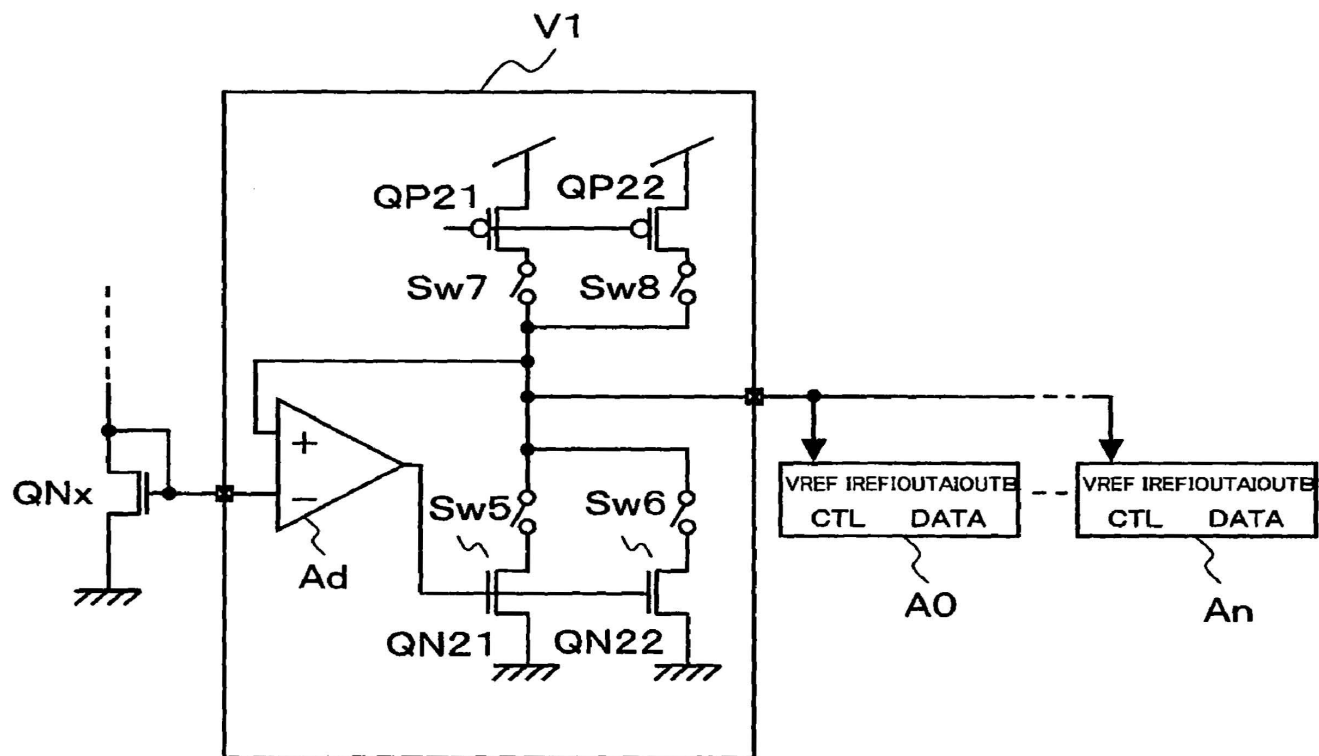 V1
QP21
QP22
Sw7
Sw8
QNx
+
−
Ad
Sw5
Sw6
QN21
QN22
VREF IREFIOUTAIOUTB
CTL DATA
A0
VREF IREFIOUTAIOUTB
CTL DATA
An